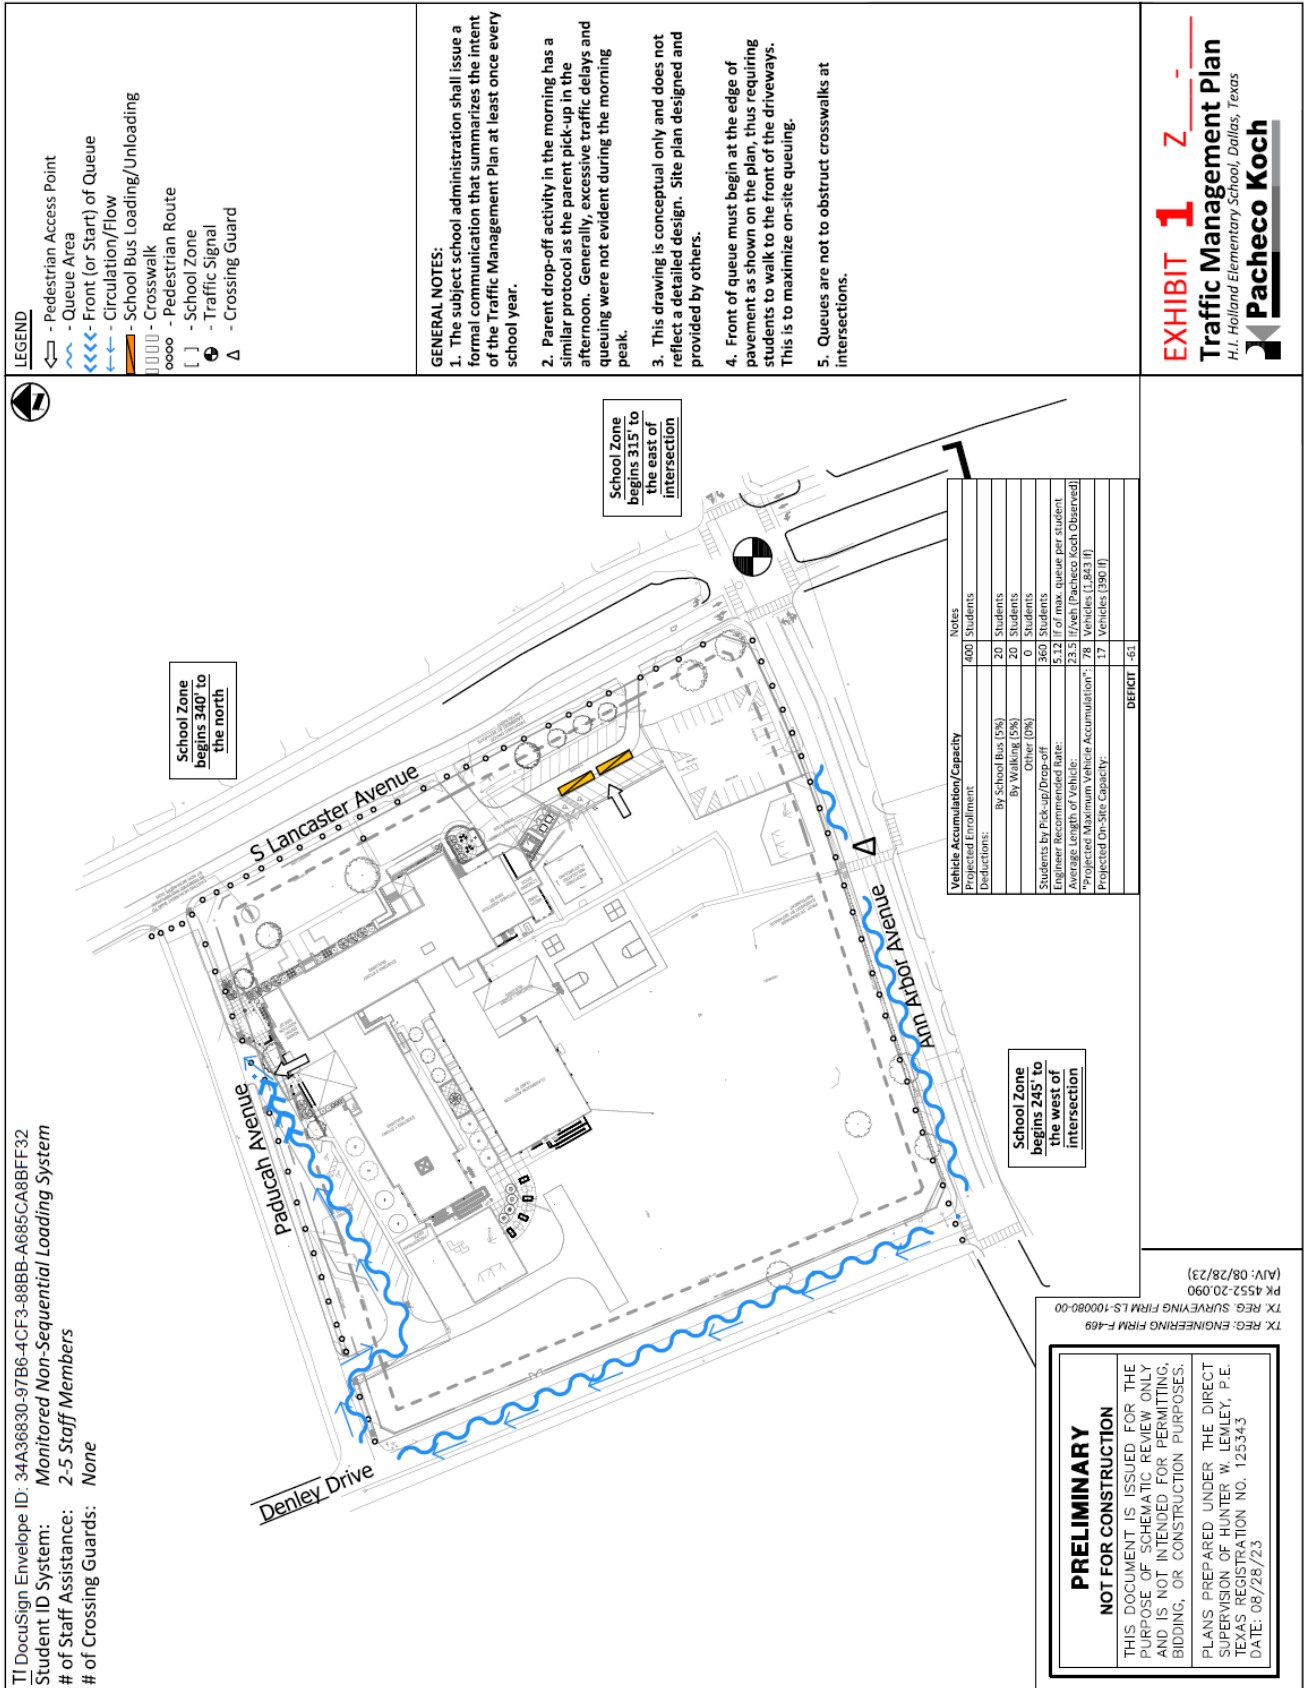 TI DocuSign Envelope ID: 34A36830-97B6-4CF3-88BB-A685CA8BFF32
Student ID System: Monitored Non-Sequential Loading System
# of Staff Assistance: 2-5 Staff Members
# of Crossing Guards: None
LEGEND
- Pedestrian Access Point
- Queue Area
- Front (or Start) of Queue
- Circulation/Flow
- School Bus Loading/Unloading
- Crosswalk
- Pedestrian Route
[ ] - School Zone
- Traffic Signal
- Crossing Guard
GENERAL NOTES:
1. The subject school administration shall issue a
formal communication that summarizes the intent
of the Traffic Management Plan at least once every
school year.
2. Parent drop-off activity in the morning has a
similar protocol as the parent pick-up in the
afternoon. Generally, excessive traffic delays and
queuing were not evident during the morning
peak.
3. This drawing is conceptual only and does not
reflect a detailed design. Site plan designed and
provided by others.
4. Front of queue must begin at the edge of
pavement as shown on the plan, thus requiring
students to walk to the front of the driveways.
This is to maximize on-site queuing.
5. Queues are not to obstruct crosswalks at
intersections.
School Zone
begins 340' to
the north
School Zone
begins 315' to
the east of
intersection
School Zone
begins 245' to
the west of
intersection
S Lancaster Avenue
Paducah Avenue
Ann Arbor Avenue
Denley Drive
Vehicle Accumulation/Capacity Notes
Projected Enrollment 400 Students
Deductions:
By School Bus (5%) 20 Students
By Walking (5%) 20 Students
Other (0%) 0 Students
Students by Pick-up/Drop-off 360 Students
Engineer Recommended Rate: 5.12 lf of max. queue per student
Average Length of Vehicle: 23.5 lf/veh (Pacheco Koch Observed)
"Projected Maximum Vehicle Accumulation": 78 Vehicles (1,843 lf)
Projected On-Site Capacity: 17 Vehicles (390 lf)
DEFICIT -61
PRELIMINARY
NOT FOR CONSTRUCTION
THIS DOCUMENT IS ISSUED FOR THE
PURPOSE OF SCHEMATIC REVIEW ONLY
AND IS NOT INTENDED FOR PERMITTING,
BIDDING, OR CONSTRUCTION PURPOSES.
PLANS PREPARED UNDER THE DIRECT
SUPERVISION OF HUNTER W. LEMLEY, P.E.
TEXAS REGISTRATION NO. 125343
DATE: 08/28/23
TX. REG. ENGINEERING FIRM F-469
TX. REG. SURVEYING FIRM LS-100080-00
PK 4552-20.090
(AJV: 08/28/23)
EXHIBIT 1 Z___-___
Traffic Management Plan
H.I. Holland Elementary School, Dallas, Texas
Pacheco Koch